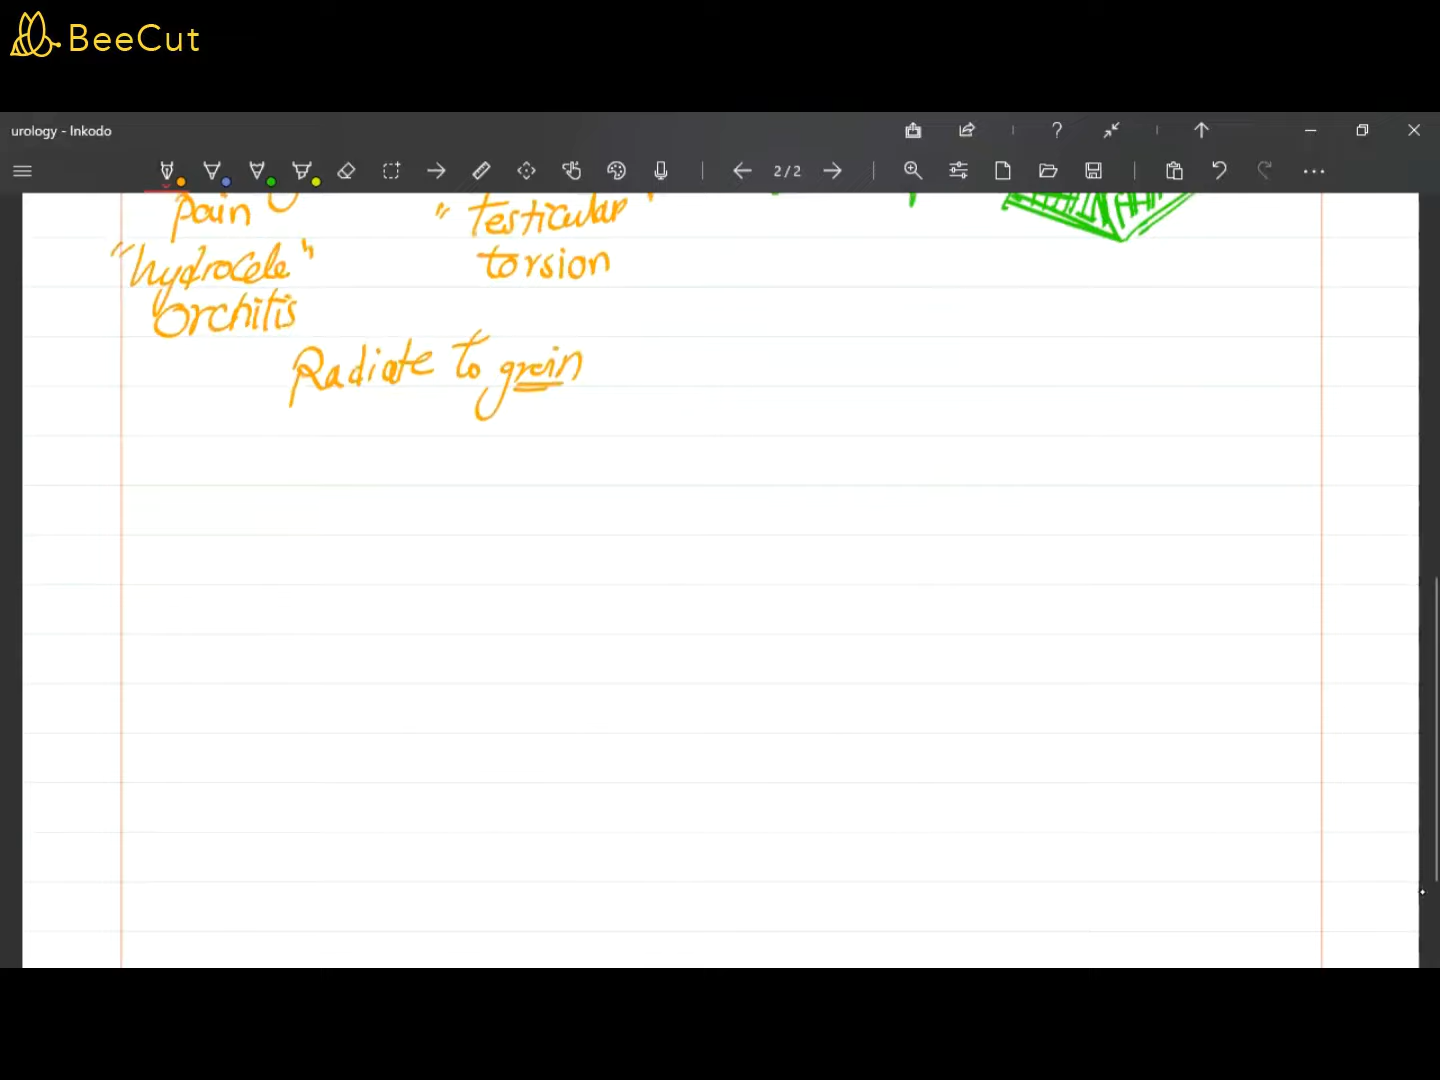 BeeCut
urology - Inkodo
2/2
pain
"hydrocele"
orchitis
"Testicular
torsion
Radiate to groin